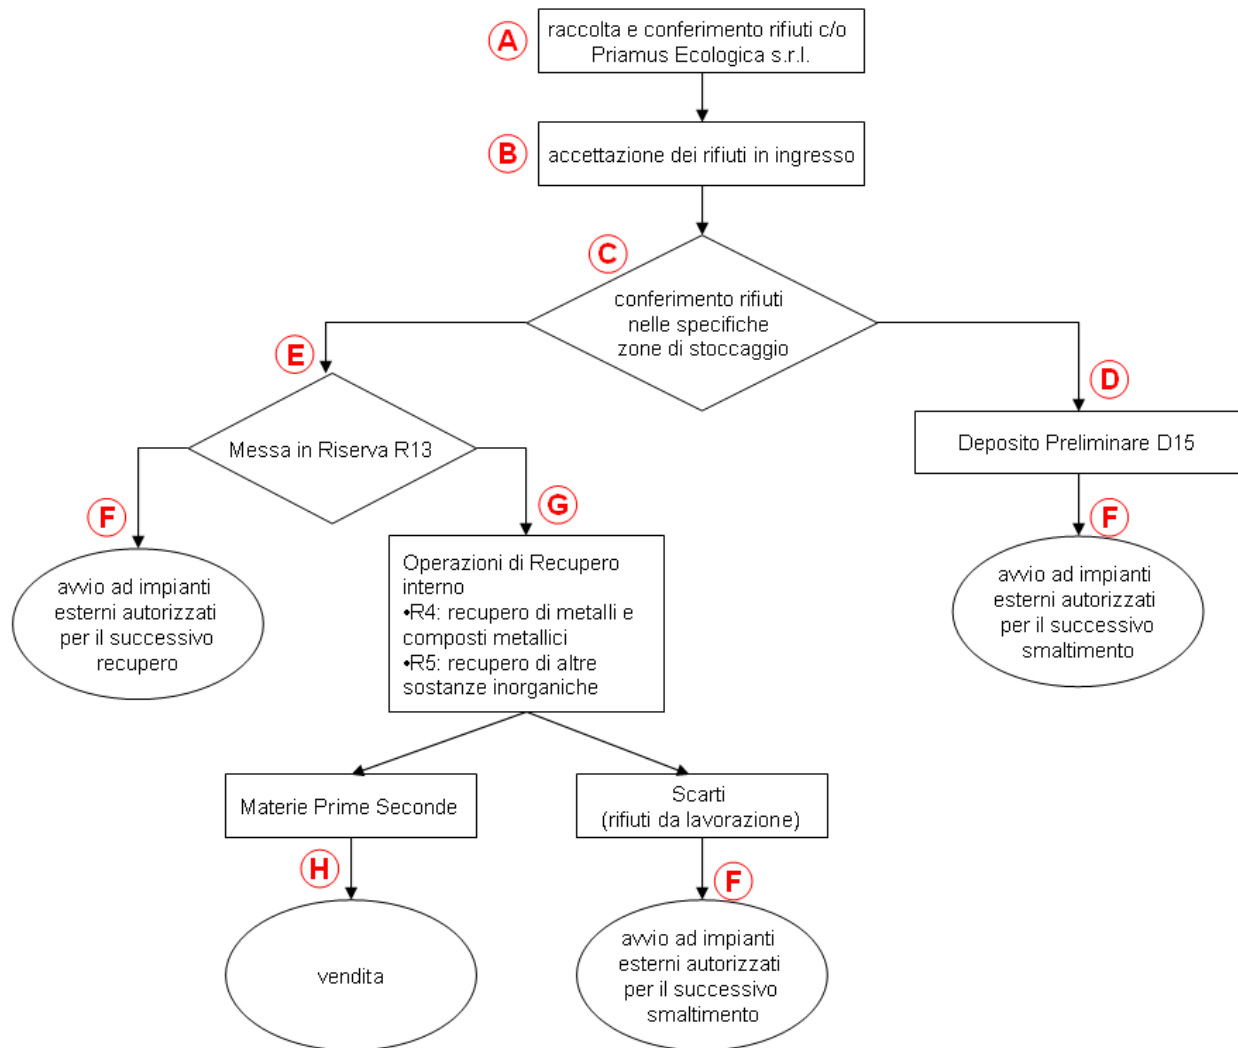 A
raccolta e conferimento rifiuti c/o
Priamus Ecologica s.r.l.
B
accettazione dei rifiuti in ingresso
C
conferimento rifiuti
nelle specifiche
zone di stoccaggio
E
D
Messa in Riserva R13
Deposito Preliminare D15
F
G
F
avvio ad impianti
esterni autorizzati
per il successivo
recupero
Operazioni di Recupero
interno
•R4: recupero di metalli e
composti metallici
•R5: recupero di altre
sostanze inorganiche
avvio ad impianti
esterni autorizzati
per il successivo
smaltimento
Materie Prime Seconde
Scarti
(rifiuti da lavorazione)
H
F
vendita
avvio ad impianti
esterni autorizzati
per il successivo
smaltimento